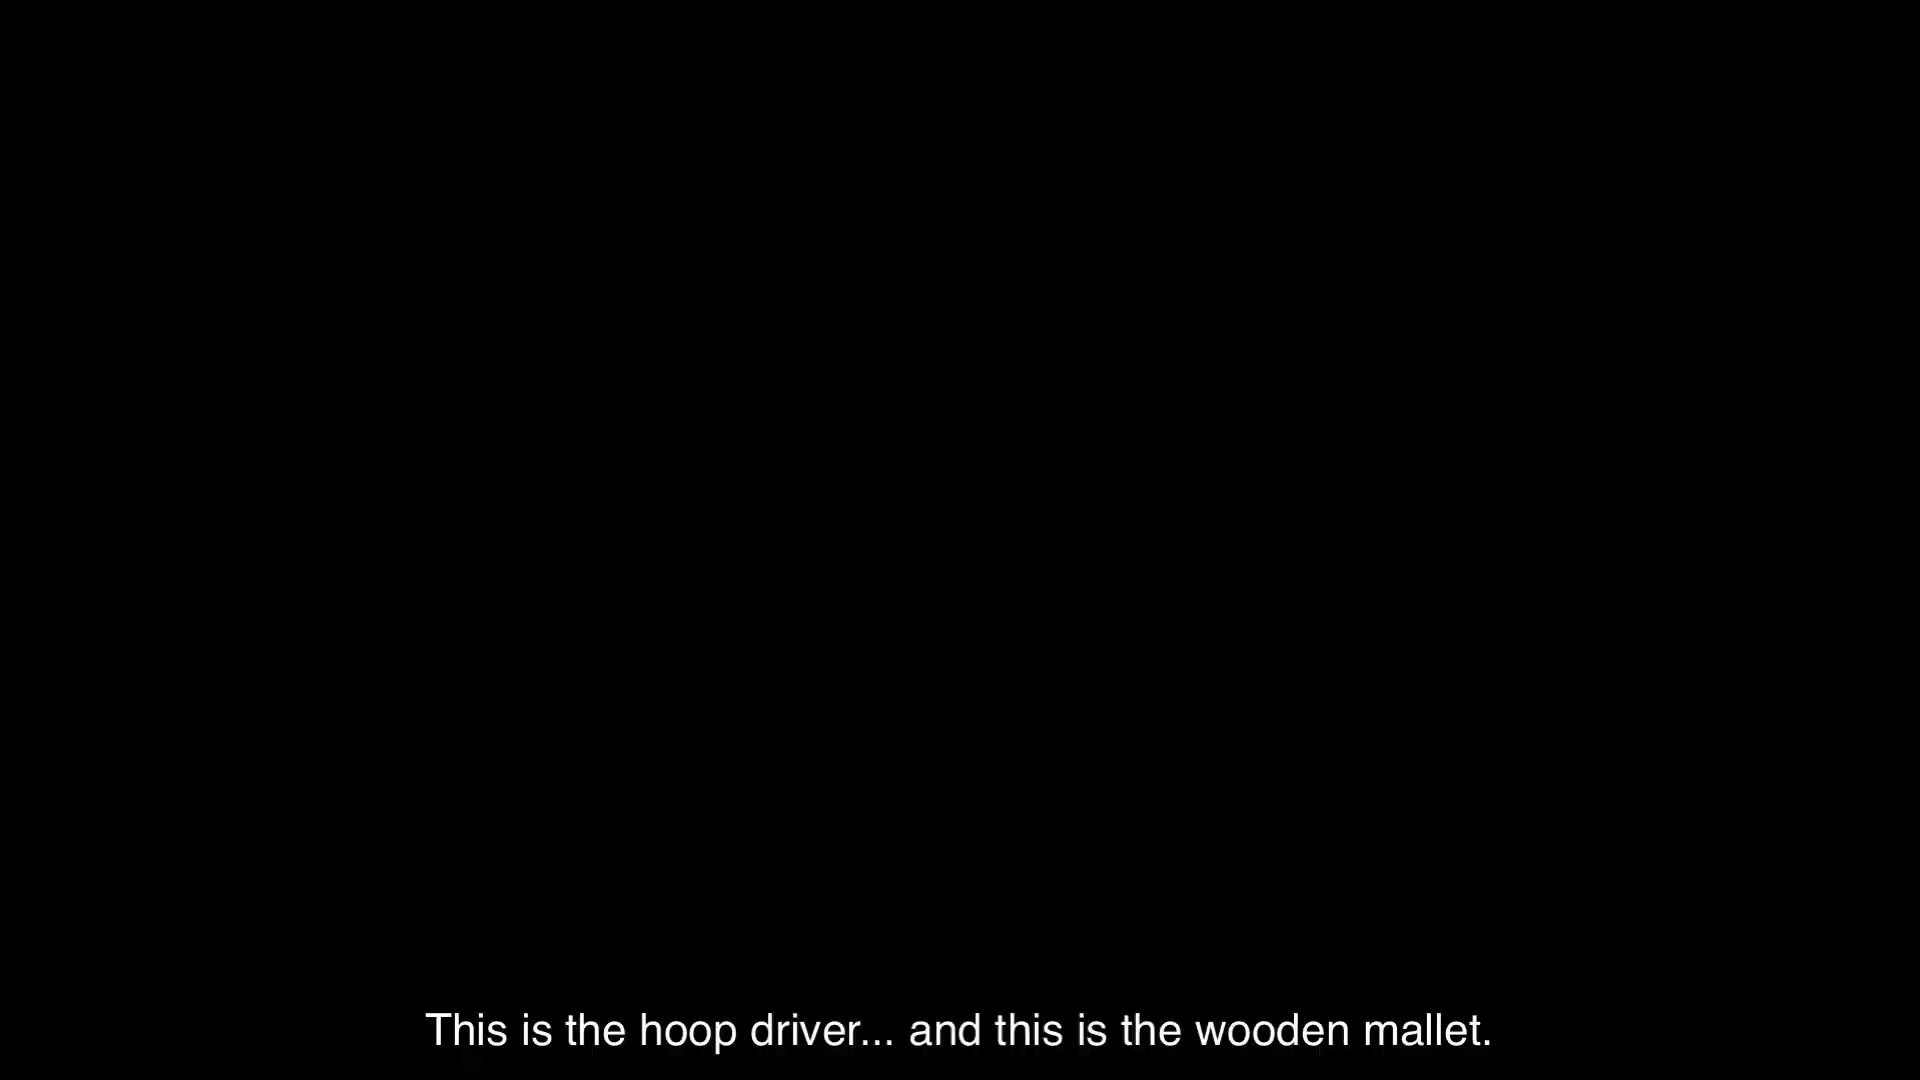 This is the hoop driver... and this is the wooden mallet.